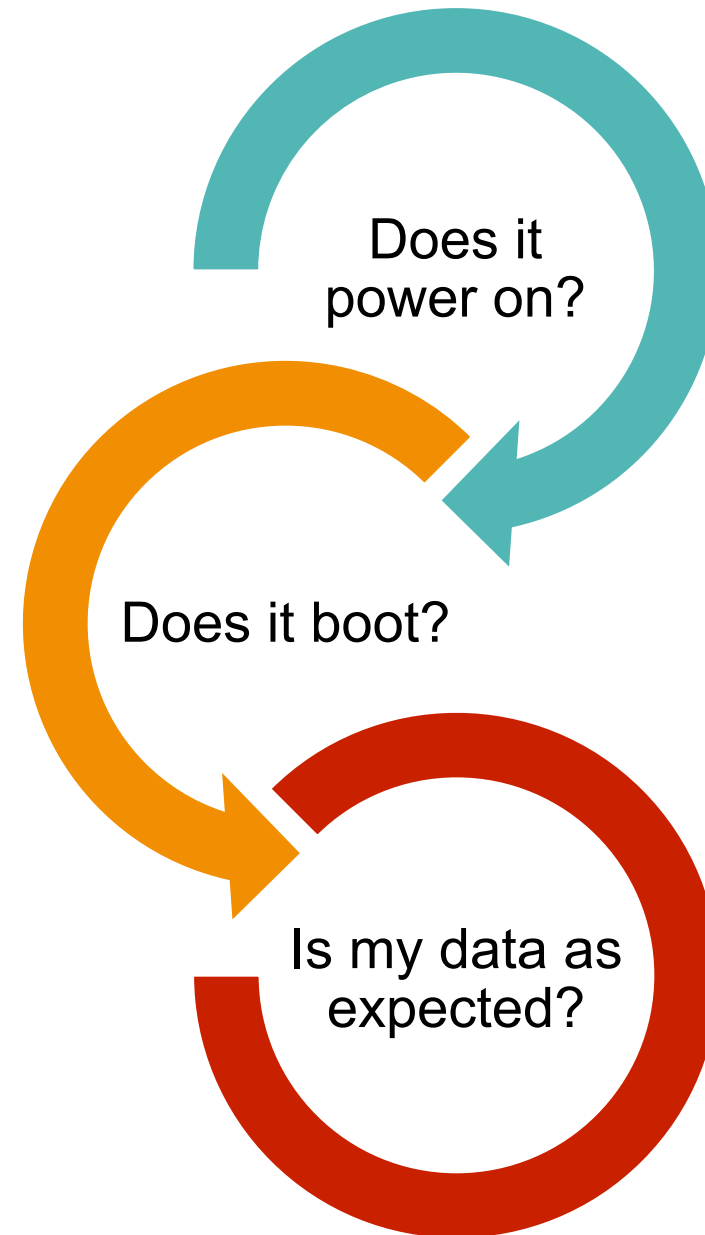 Does it
power on?
Does it boot?
Is my data as
expected?